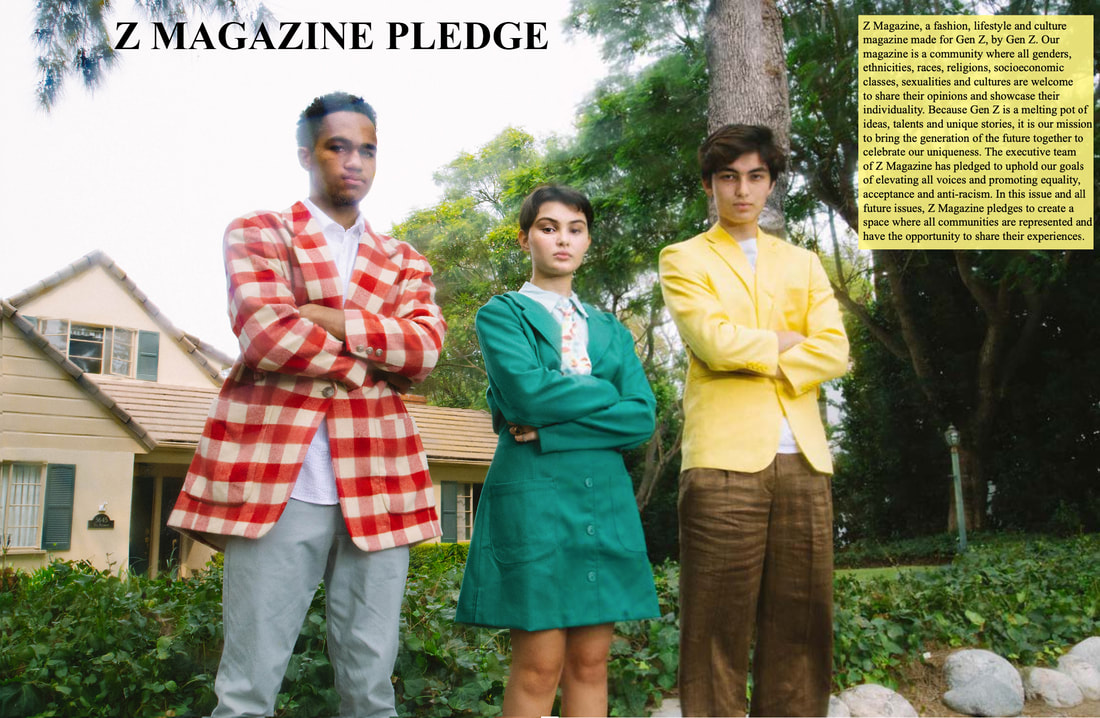 Z MAGAZINE PLEDGE
Z Magazine, a fashion, lifestyle and culture
magazine made for Gen Z, by Gen Z. Our
magazine is a community where all genders,
ethnicities, races, religions, socioeconomic
classes, sexualities and cultures are welcome
to share their opinions and showcase their
individuality. Because Gen Z is a melting pot of
ideas, talents and unique stories, it is our mission
to bring the generation of the future together to
celebrate our uniqueness. The executive team
of Z Magazine has pledged to uphold our goals
of elevating all voices and promoting equality,
acceptance and anti-racism. In this issue and all
future issues, Z Magazine pledges to create a
space where all communities are represented and
have the opportunity to share their experiences.